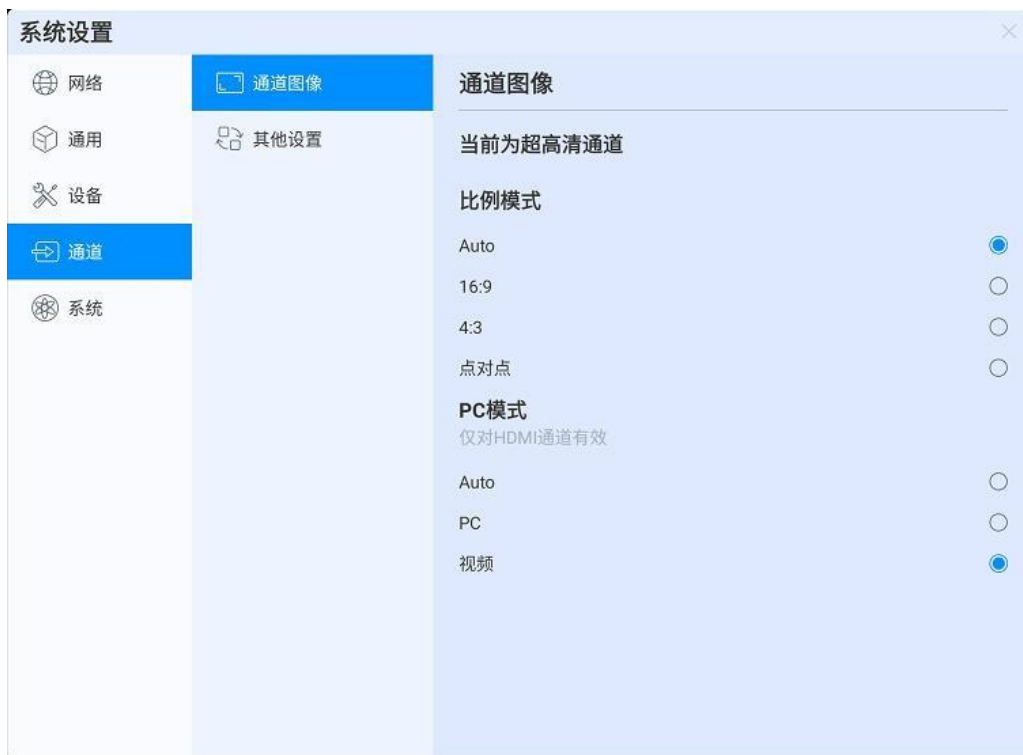 系统设置
网络
通用
设备
通道
系统
通道图像
其他设置
通道图像
当前为超高清通道
比例模式
Auto
16:9
4:3
点对点
PC模式
仅对HDMI通道有效
Auto
PC
视频